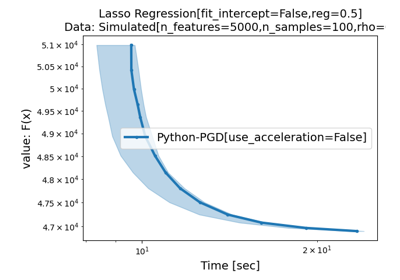 Lasso Regression[fit_intercept=False,reg=0.5]
Data: Simulated[n_features=5000,n_samples=100,rho=
value: F(x)
5.1 × 10⁴
5.05 × 10⁴
5 × 10⁴
4.95 × 10⁴
4.9 × 10⁴
4.85 × 10⁴
4.8 × 10⁴
4.75 × 10⁴
4.7 × 10⁴
Python-PGD[use_acceleration=False]
10¹
2 × 10¹
Time [sec]